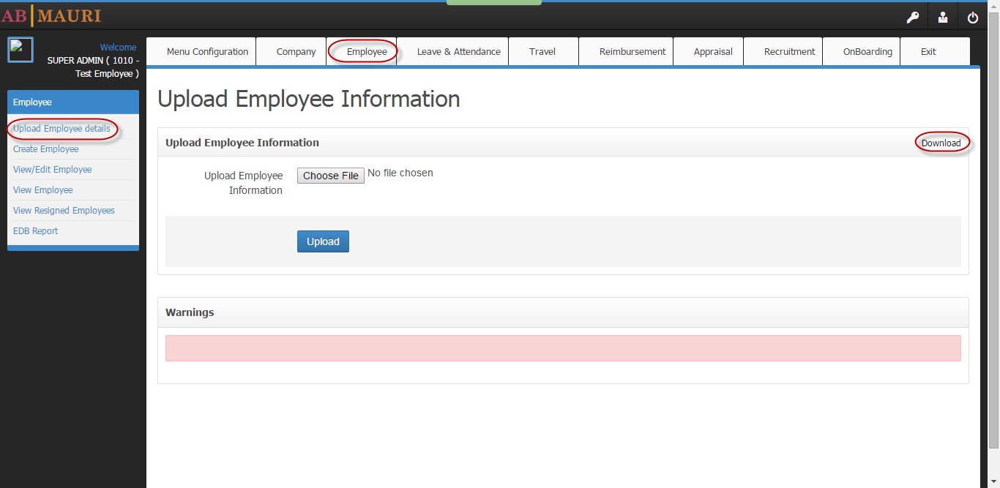 AB MAURI
Welcome
SUPER ADMIN ( 1010 -
Test Employee )
Menu Configuration
Company
Employee
Leave & Attendance
Travel
Reimbursement
Appraisal
Recruitment
OnBoarding
Exit
Employee
Upload Employee details
Create Employee
View/Edit Employee
View Employee
View Resigned Employees
EDB Report
Upload Employee Information
Upload Employee Information
Download
Upload Employee
Information
Choose File No file chosen
Upload
Warnings